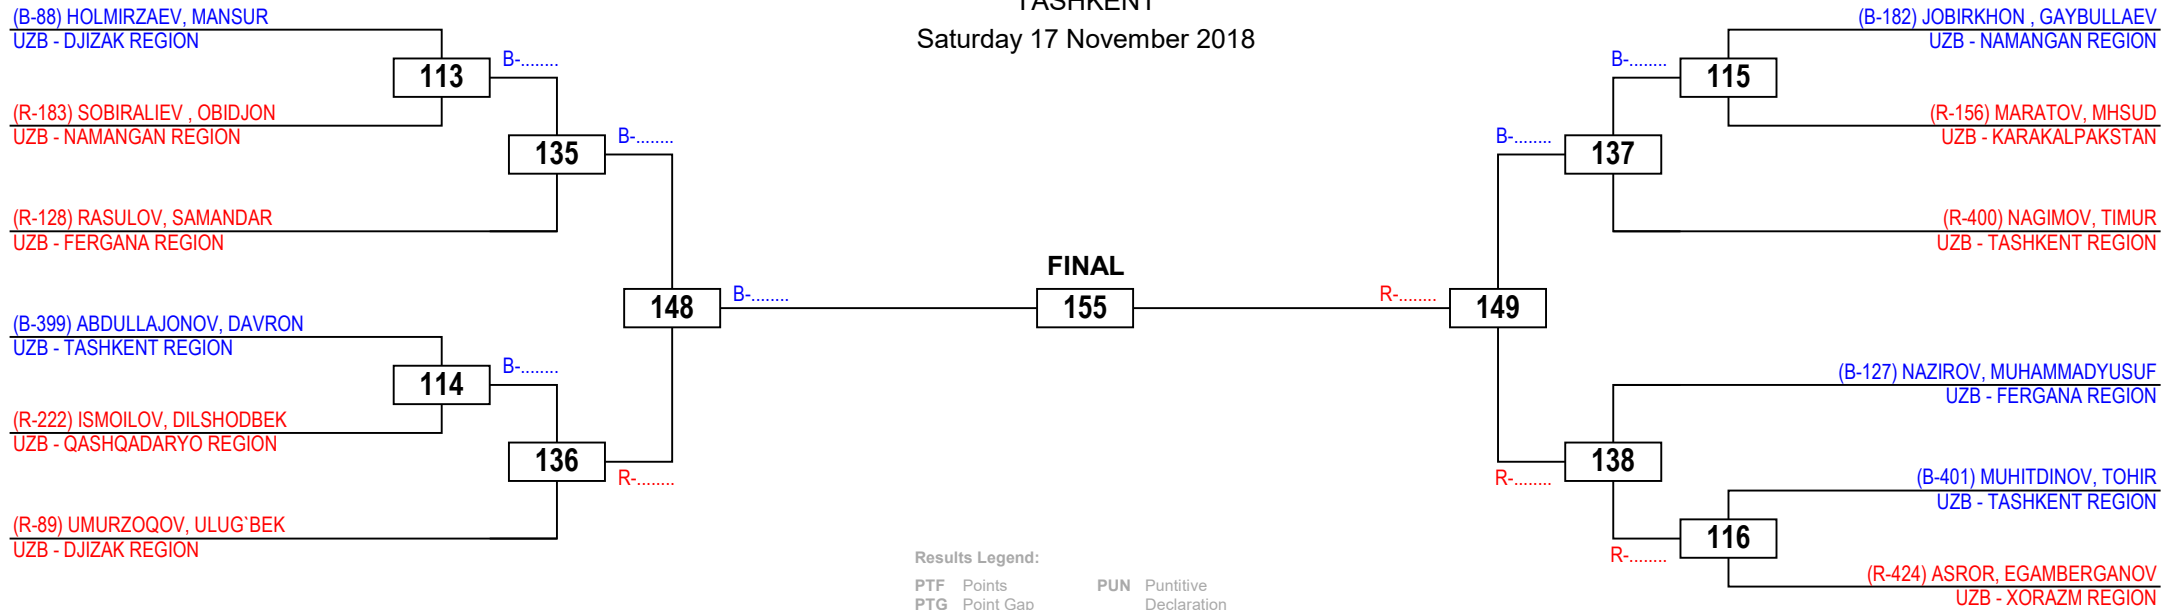 TASHKENT
Saturday 17 November 2018
(B-88) HOLMIRZAEV, MANSUR
UZB - DJIZAK REGION
113
B-........
(R-183) SOBIRALIEV , OBIDJON
UZB - NAMANGAN REGION
135
B-........
(R-128) RASULOV, SAMANDAR
UZB - FERGANA REGION
148
B-........
(B-399) ABDULLAJONOV, DAVRON
UZB - TASHKENT REGION
114
B-........
(R-222) ISMOILOV, DILSHODBEK
UZB - QASHQADARYO REGION
136
R-........
(R-89) UMURZOQOV, ULUG`BEK
UZB - DJIZAK REGION
FINAL
155
(B-182) JOBIRKHON , GAYBULLAEV
UZB - NAMANGAN REGION
B-........
115
(R-156) MARATOV, MHSUD
UZB - KARAKALPAKSTAN
B-........
137
(R-400) NAGIMOV, TIMUR
UZB - TASHKENT REGION
R-........
149
(B-127) NAZIROV, MUHAMMADYUSUF
UZB - FERGANA REGION
138
R-........
(B-401) MUHITDINOV, TOHIR
UZB - TASHKENT REGION
116
R-........
(R-424) ASROR, EGAMBERGANOV
UZB - XORAZM REGION
Results Legend:
PTF Points PUN Puntitive
PTG Point Gap Declaration